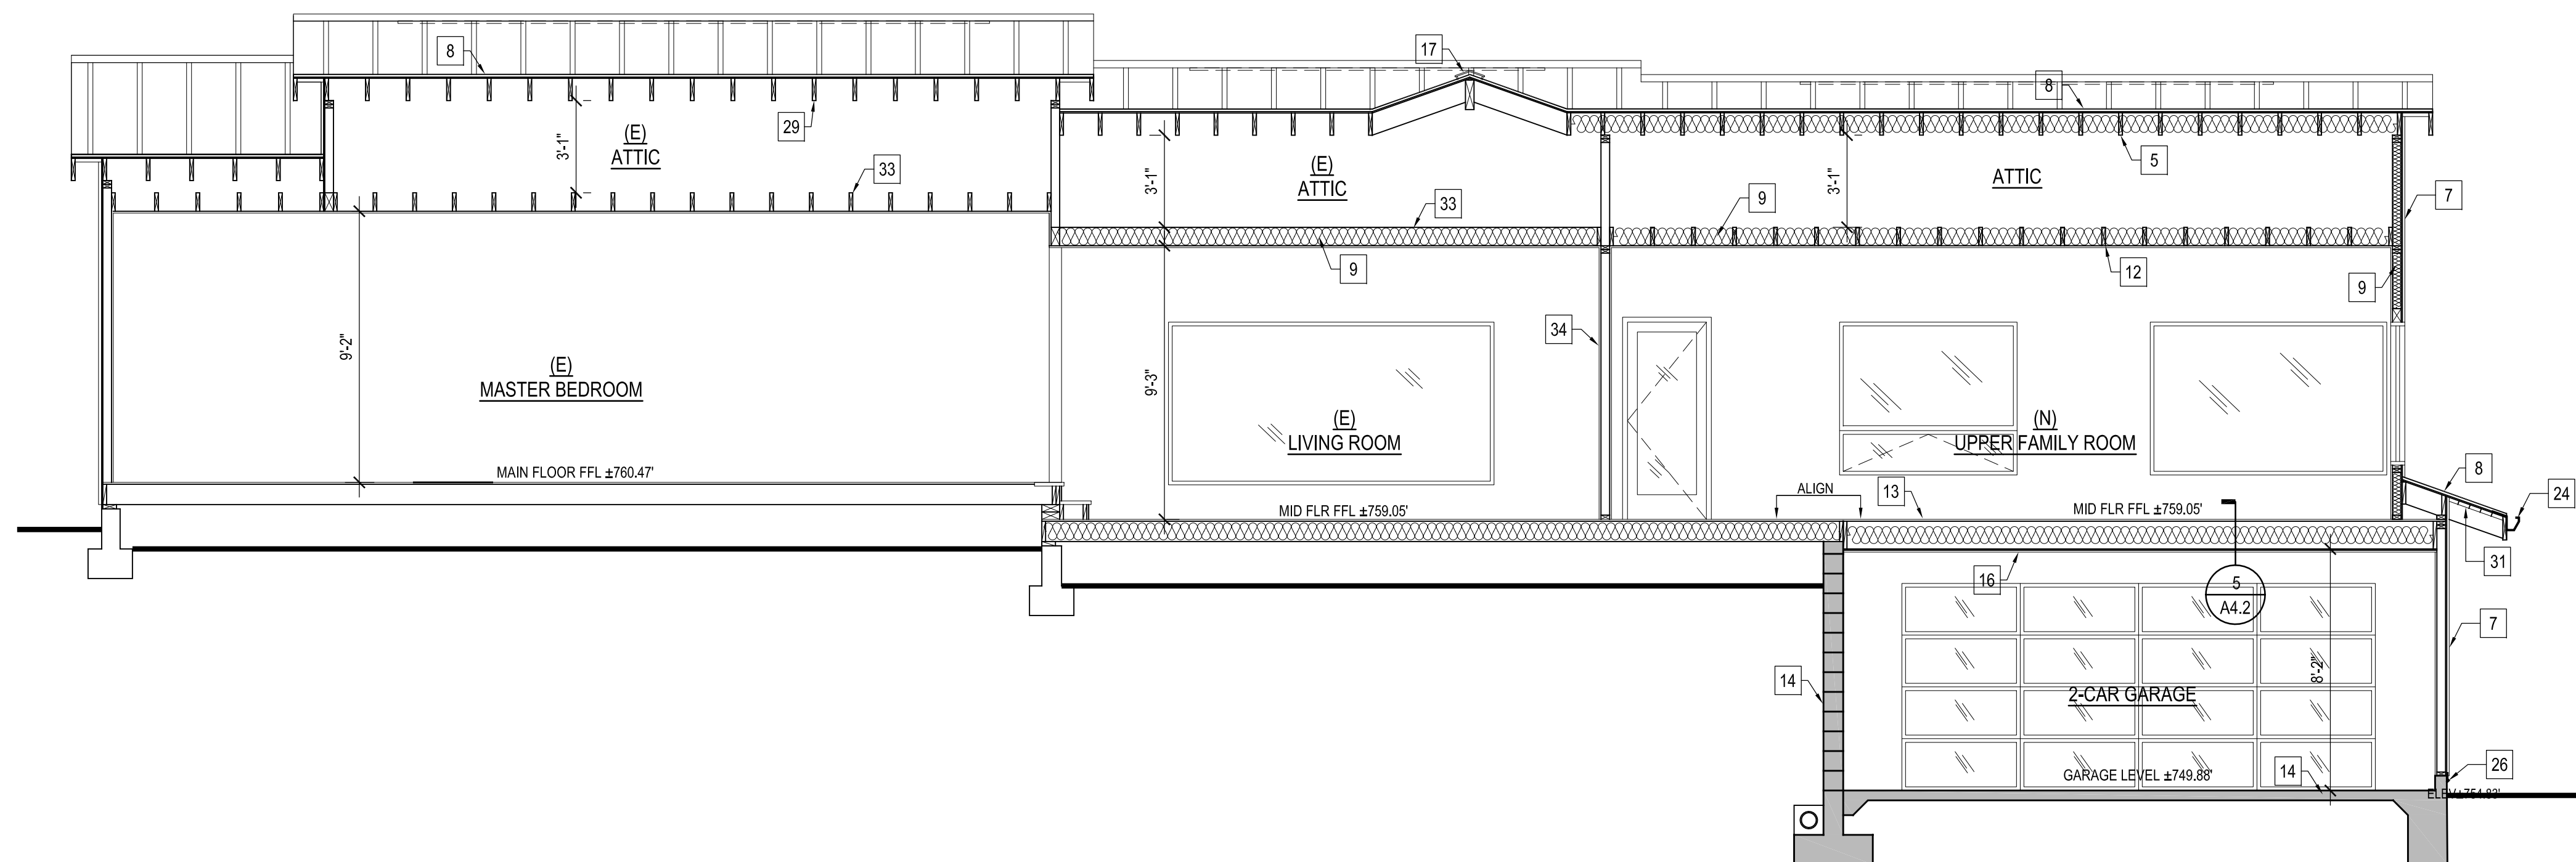 17
8
8
29
(E)
ATTIC
3'-1"
5
(E)
ATTIC
3'-1"
ATTIC
3'-1"
33
7
33
9
9
12
9
34
9'-2"
(E)
MASTER BEDROOM
9'-3"
(E)
LIVING ROOM
(N)
UPPER FAMILY ROOM
MAIN FLOOR FFL ±760.47'
8
ALIGN
13
24
MID FLR FFL ±759.05'
MID FLR FFL ±759.05'
31
16
5
A4.2
7
8'-2"
14
2-CAR GARAGE
26
GARAGE LEVEL ±749.88'
14
ELEV±754.83'